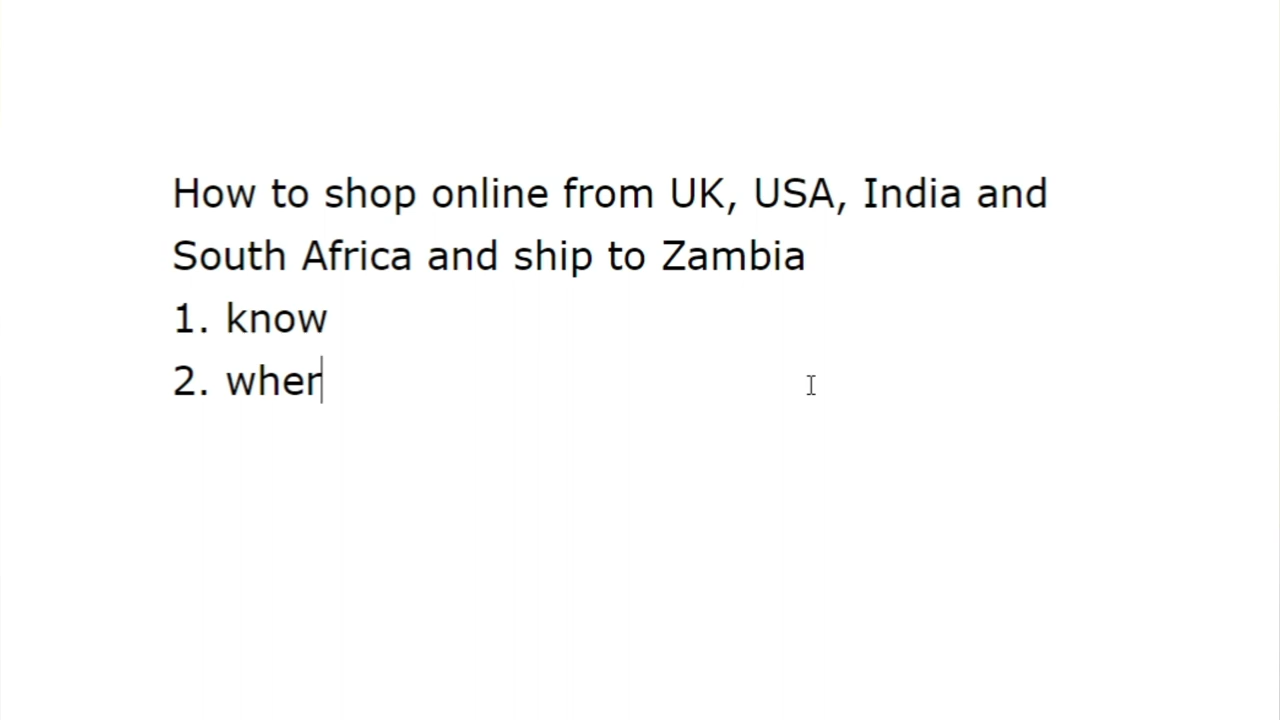 How to shop online from UK, USA, India and
South Africa and ship to Zambia
1. know
2. wher